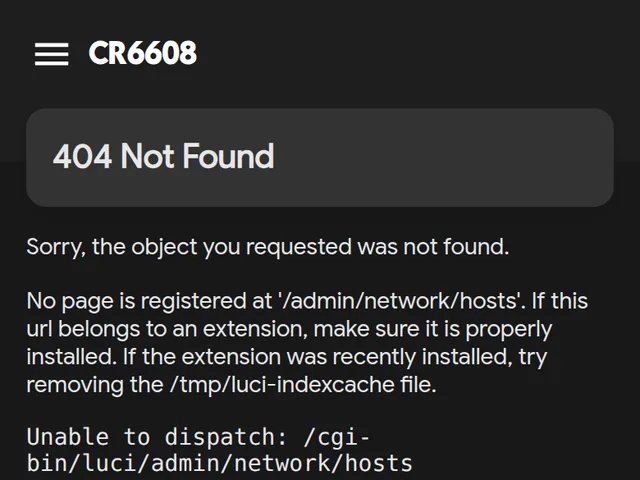 CR6608
404 Not Found
Sorry, the object you requested was not found.
No page is registered at '/admin/network/hosts'. If this
url belongs to an extension, make sure it is properly
installed. If the extension was recently installed, try
removing the /tmp/luci-indexcache file.
Unable to dispatch: /cgi-
bin/luci/admin/network/hosts